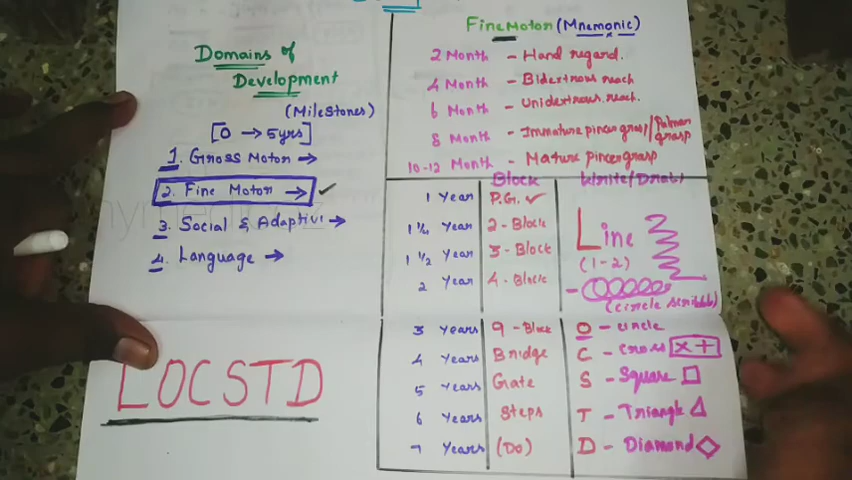 Domains of
Development
(Milestones)
[0 → 5yrs]
1. Gross Motor →
2. Fine Motor → ✓
3. Social & Adaptive →
4. Language →
LOCSTD
Fine Motor (Mnemonic)
2 Month - Hand regard.
4 Month - Bidextrous reach
6 Month - Unidextrous reach.
8 Month - Immature pincer grasp/Palmar grasp
10-12 Month - Mature pincer grasp
Block Write/Draw
1 Year P.G. ✓
1 1/4 Year 2-Block
1 1/2 Year 3-Block
2 Year 4-Block
Line
(1-2)
(circle scribb)
3 Years 9-Block O - circle
4 Years Bridge C - cross x +
5 Years Gate S - Square □
6 Years Steps T - Triangle △
7 Years (Do) D - Diamond ◇